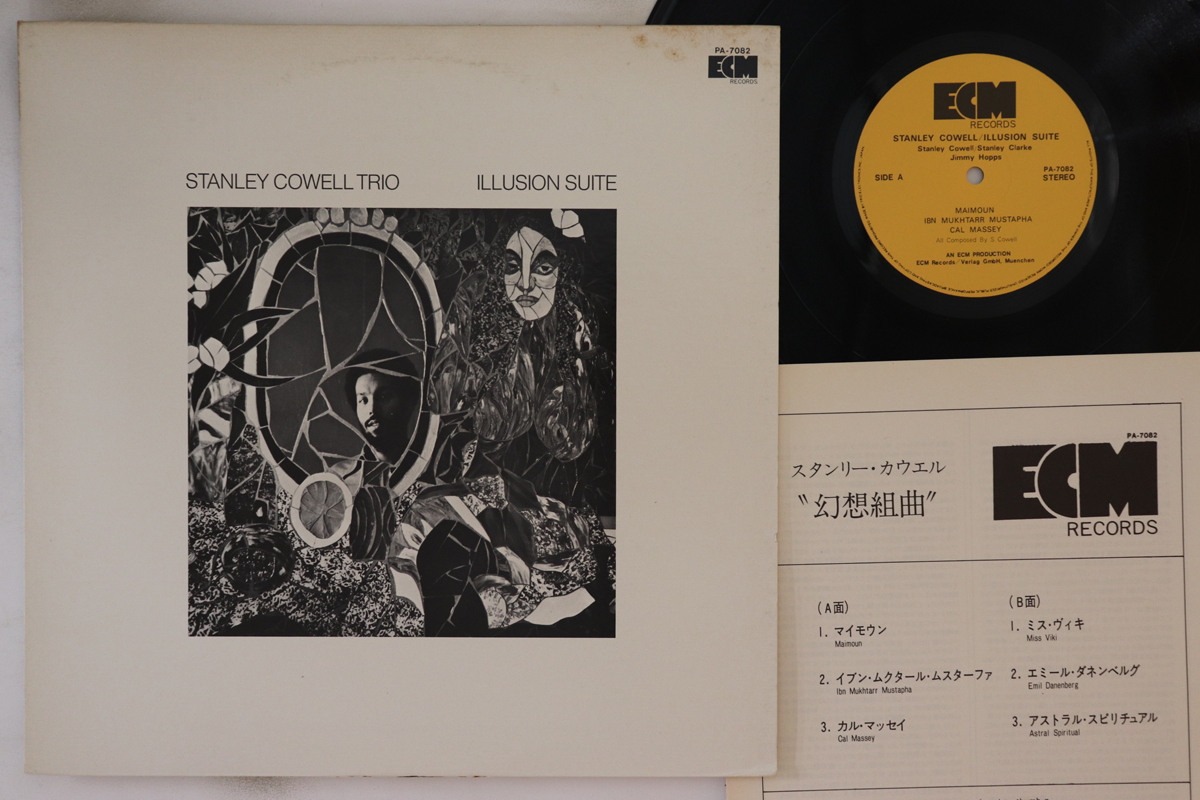 PA-7082
ECM
RECORDS
STANLEY COWELL TRIO
ILLUSION SUITE
ECM
RECORDS
STANLEY COWELL/ILLUSION SUITE
Stanley Cowell/Stanley Clarke
Jimmy Hopps
SIDE A
PA-7082
STEREO
MAIMOUN
IBN MUKHTARR MUSTAPHA
CAL MASSEY
All Composed By S. Cowell
AN ECM PRODUCTION
ECM Records/Verlag GmbH, Muenchen
スタンリー・カウエル
〝幻想組曲〟
PA-7082
ECM
RECORDS
(A面)
1. マイモウン
Maimoun
2. イブン・ムクタール・ムスターファ
Ibn Mukhtarr Mustapha
3. カル・マッセイ
Cal Massey
(B面)
1. ミス・ヴィキ
Miss Viki
2. エミール・ダネンベルグ
Emil Danenberg
3. アストラル・スピリチュアル
Astral Spiritual